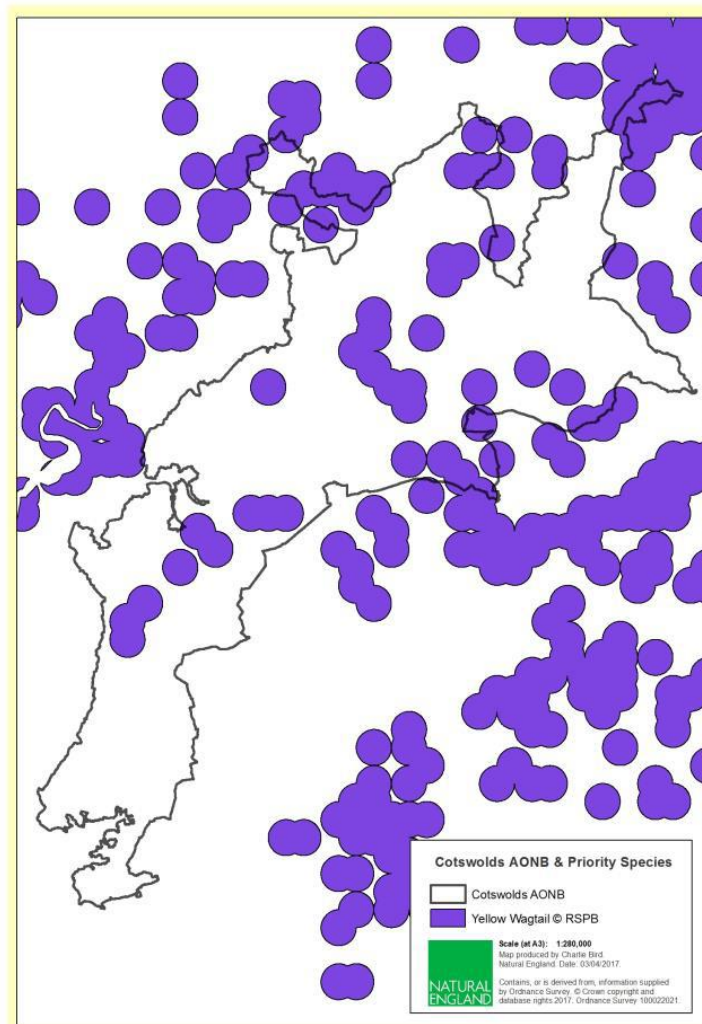 Cotswolds AONB & Priority Species
Cotswolds AONB
Yellow Wagtail © RSPB
Scale (at A3): 1:280,000
Map produced by Charlie Bird.
Natural England. Date: 03/04/2017.
Contains, or is derived from, information supplied
by Ordnance Survey. © Crown copyright and
database rights 2017. Ordnance Survey 100022021.
NATURAL
ENGLAND